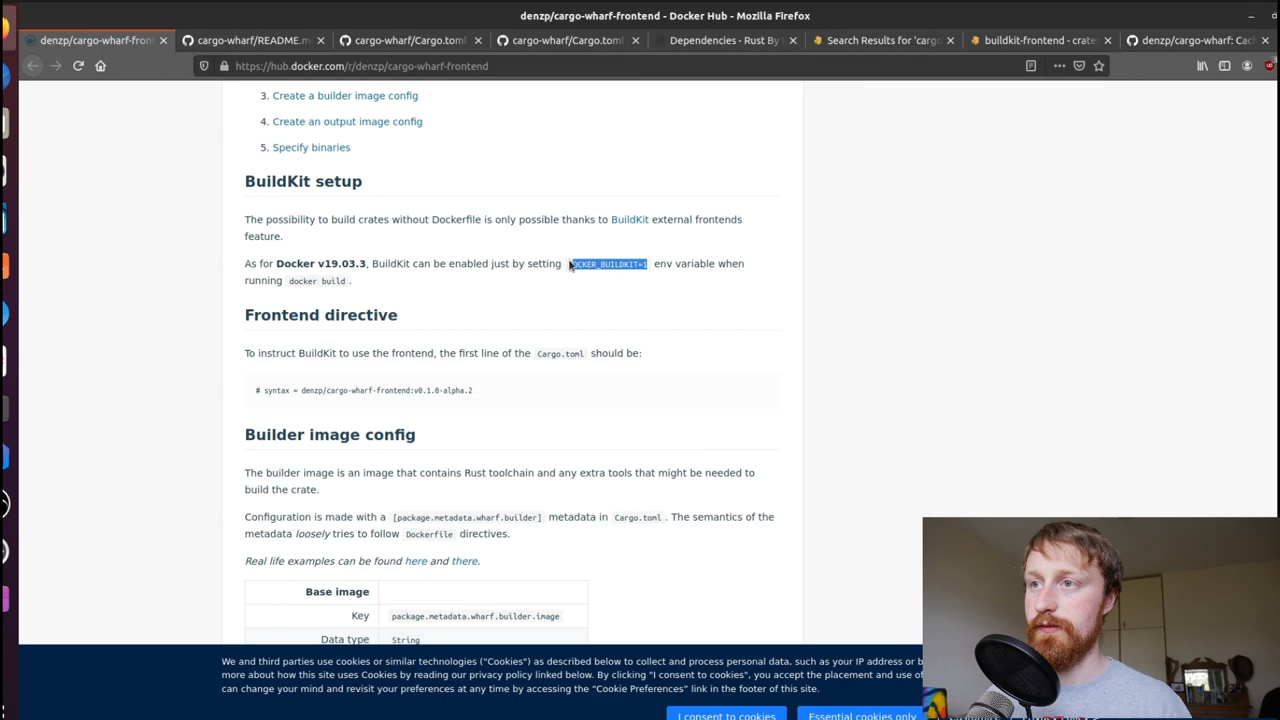 denzp/cargo-wharf-frontend - Docker Hub - Mozilla Firefox
denzp/cargo-wharf-fron
cargo-wharf/README.m
cargo-wharf/Cargo.toml
cargo-wharf/Cargo.toml
Dependencies - Rust By
Search Results for 'cargo
buildkit-frontend - crates
denzp/cargo-wharf: Cac
https://hub.docker.com/r/denzp/cargo-wharf-frontend
3. Create a builder image config
4. Create an output image config
5. Specify binaries
BuildKit setup
The possibility to build crates without Dockerfile is only possible thanks to BuildKit external frontends
feature.
As for Docker v19.03.3, BuildKit can be enabled just by setting DOCKER_BUILDKIT=1 env variable when
running docker build .
Frontend directive
To instruct BuildKit to use the frontend, the first line of the Cargo.toml should be:
# syntax = denzp/cargo-wharf-frontend:v0.1.0-alpha.2
Builder image config
The builder image is an image that contains Rust toolchain and any extra tools that might be needed to
build the crate.
Configuration is made with a [package.metadata.wharf.builder] metadata in Cargo.toml. The semantics of the
metadata loosely tries to follow Dockerfile directives.
Real life examples can be found here and there.
Base image
Key package.metadata.wharf.builder.image
Data type String
We and third parties use cookies or similar technologies ("Cookies") as described below to collect and process personal data, such as your IP address or b
more about how this site uses Cookies by reading our privacy policy linked below. By clicking "I consent to cookies", you accept the placement and use of
can change your mind and revisit your preferences at any time by accessing the "Cookie Preferences" link in the footer of this site.
I consent to cookies
Essential cookies only